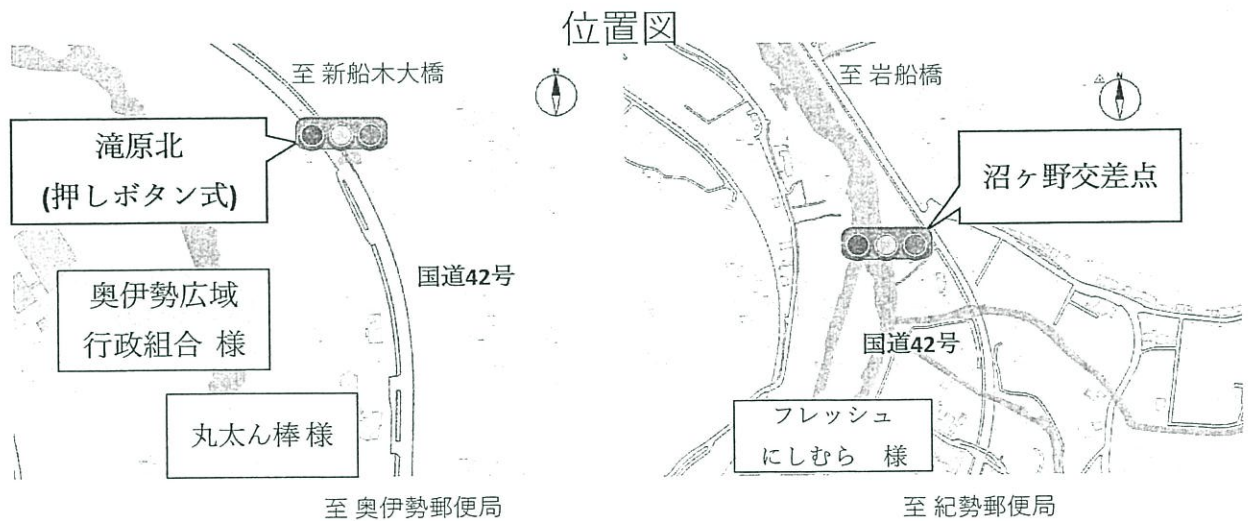 位置図
至 新船木大橋
N
滝原北
(押しボタン式)
国道42号
奥伊勢広域
行政組合 様
丸太ん棒 様
至 奥伊勢郵便局
至 岩船橋
N
沼ヶ野交差点
国道42号
フレッシュ
にしむら 様
至 紀勢郵便局